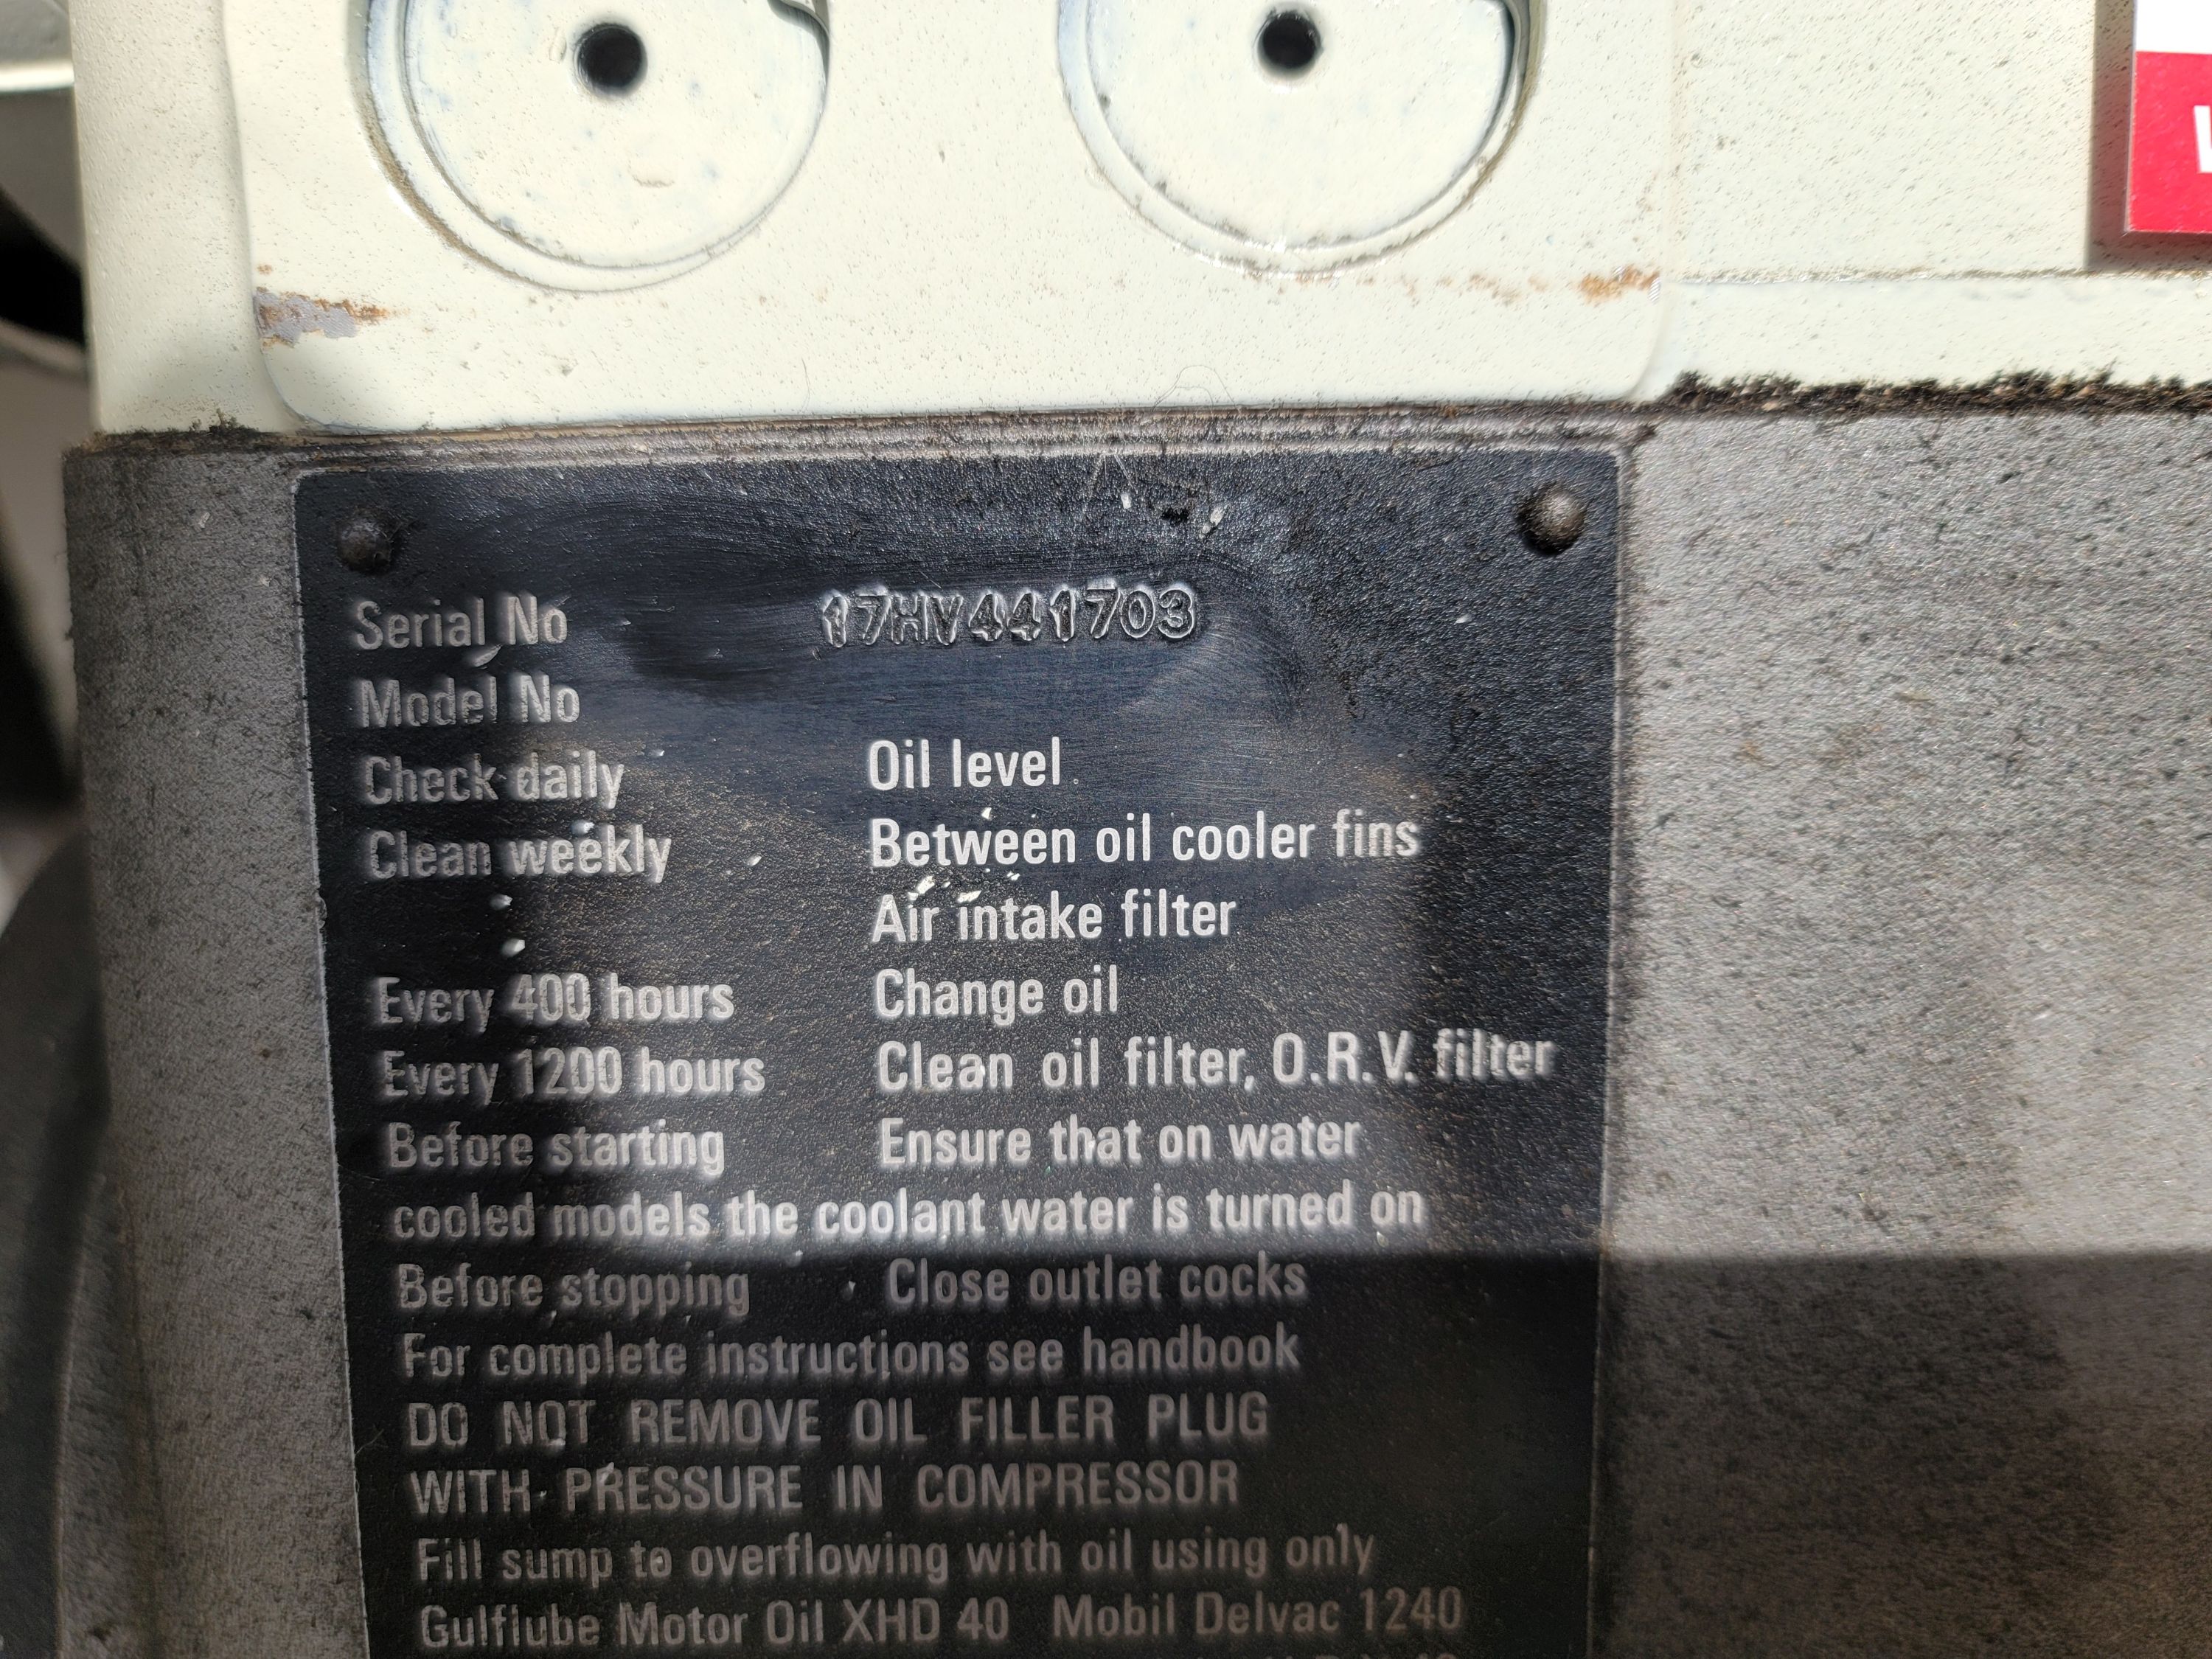 Serial No 17HV441703
Model No
Check daily Oil level
Clean weekly Between oil cooler fins
Air intake filter
Every 400 hours Change oil
Every 1200 hours Clean oil filter, O.R.V. filter
Before starting Ensure that on water
cooled models the coolant water is turned on
Before stopping Close outlet cocks
For complete instructions see handbook
DO NOT REMOVE OIL FILLER PLUG
WITH PRESSURE IN COMPRESSOR
Fill sump to overflowing with oil using only
Gulflube Motor Oil XHD 40 Mobil Delvac 1240